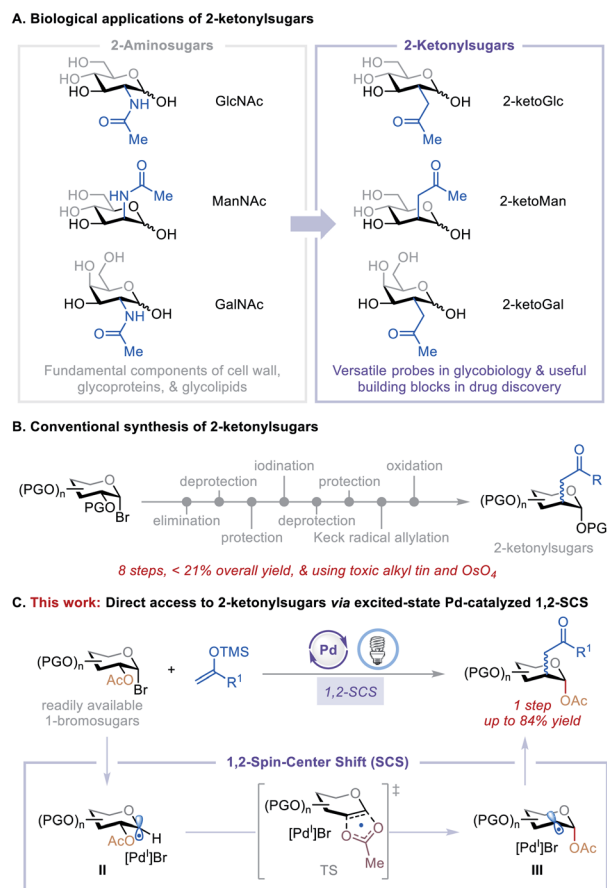 A. Biological applications of 2-ketonylsugars
2-Aminosugars
2-Ketonylsugars
HO
HO O
HO
NH OH
O
Me
GlcNAc
HO
HO O
HO
OH
O
Me
2-ketoGlc
O
HN Me
HO
HO O
HO
OH
ManNAc
O
Me
HO
HO O
HO
OH
2-ketoMan
HO OH
O
HO OH
NH
O
Me
GalNAc
HO OH
O
HO OH
O
Me
2-ketoGal
Fundamental components of cell wall,
glycoproteins, & glycolipids
Versatile probes in glycobiology & useful
building blocks in drug discovery
B. Conventional synthesis of 2-ketonylsugars
iodination
oxidation
deprotection
protection
elimination
deprotection
protection
Keck radical allylation
(PGO)n O
PGO Br
O
R
(PGO)n O
OPG
2-ketonylsugars
8 steps, < 21% overall yield, & using toxic alkyl tin and OsO4
C. This work: Direct access to 2-ketonylsugars via excited-state Pd-catalyzed 1,2-SCS
(PGO)n O
AcO Br
readily available
1-bromosugars
+
OTMS
R1
Pd
1,2-SCS
O
R1
(PGO)n O
OAc
1 step
up to 84% yield
1,2-Spin-Center Shift (SCS)
(PGO)n O
AcO H
[PdI]Br
II
(PGO)n O
[PdI]Br O O
Me
TS
‡
(PGO)n O
[PdI]Br OAc
III